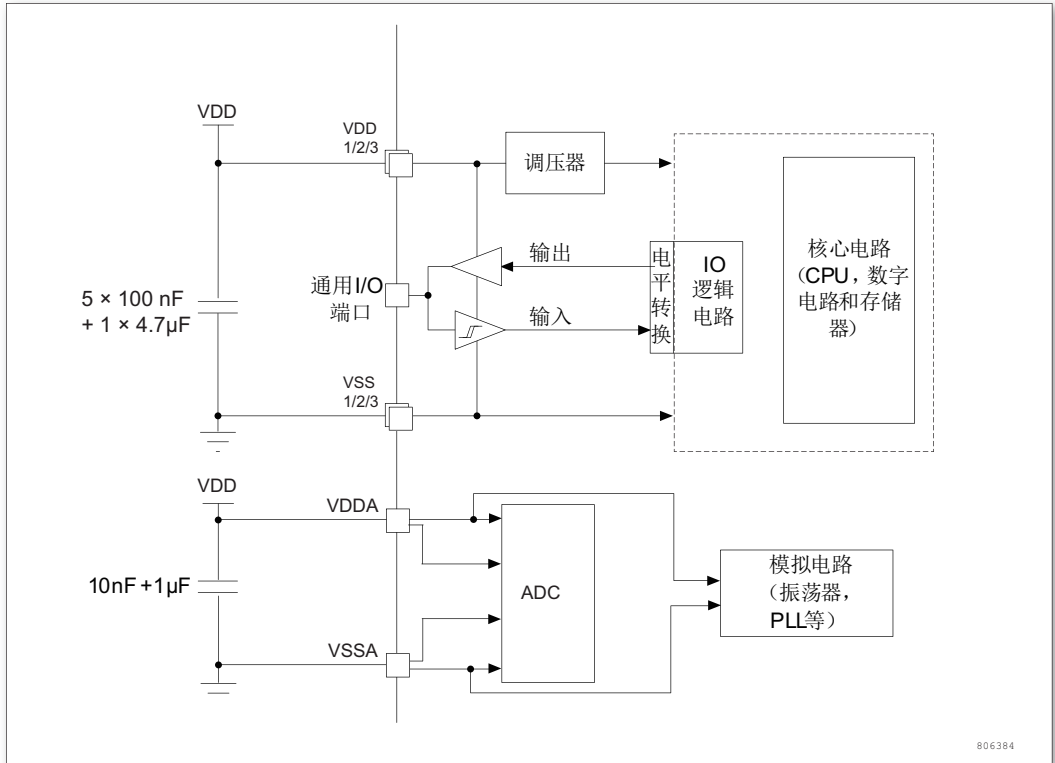 VDD
VDD
1/2/3
调压器
输出
电平转换
IO
逻辑
电路
核心电路
（CPU，数字
电路和存储
器）
通用I/O
端口
5 × 100 nF
+ 1 × 4.7µF
输入
VSS
1/2/3
VDD
VDDA
10nF +1µF
ADC
模拟电路
（振荡器，
PLL等）
VSSA
806384